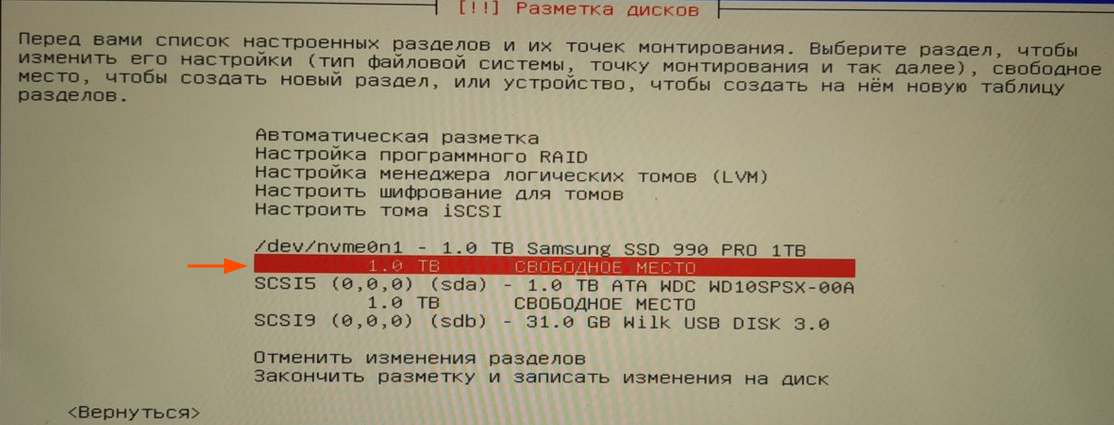 [!!] Разметка дисков
Перед вами список настроенных разделов и их точек монтирования. Выберите раздел, чтобы
изменить его настройки (тип файловой системы, точку монтирования и так далее), свободное
место, чтобы создать новый раздел, или устройство, чтобы создать на нём новую таблицу
разделов.
Автоматическая разметка
Настройка программного RAID
Настройка менеджера логических томов (LVM)
Настроить шифрование для томов
Настроить тома iSCSI
/dev/nvme0n1 - 1.0 TB Samsung SSD 990 PRO 1TB
1.0 TB СВОБОДНОЕ МЕСТО
SCSI5 (0,0,0) (sda) - 1.0 TB ATA WDC WD10SPSX-00A
1.0 TB СВОБОДНОЕ МЕСТО
SCSI9 (0,0,0) (sdb) - 31.0 GB Wilk USB DISK 3.0
Отменить изменения разделов
Закончить разметку и записать изменения на диск
<Вернуться>